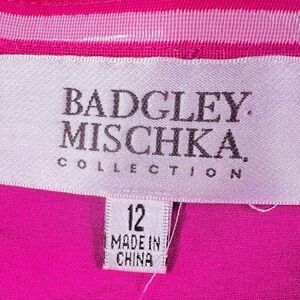 BADGLEY
MISCHKA.
COLLECTION
12
MADE IN
CHINA